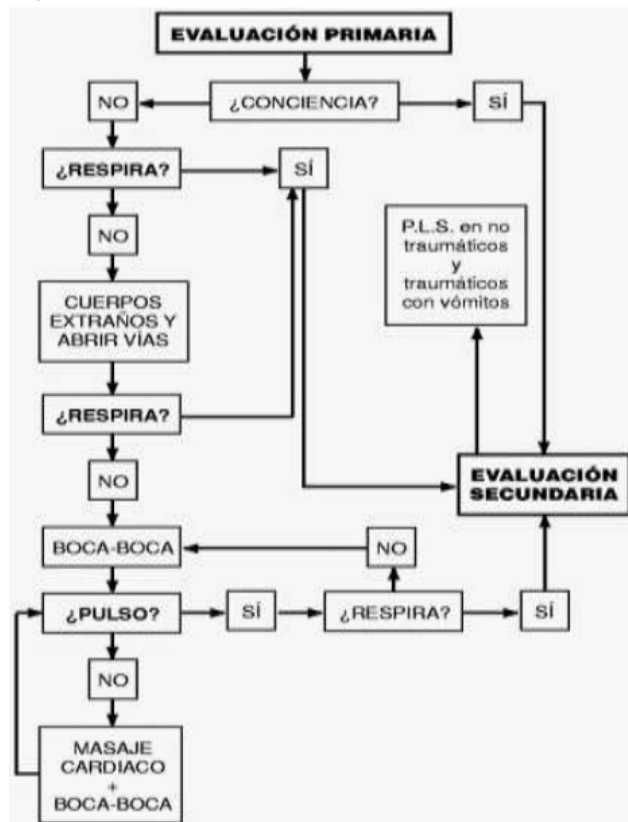 EVALUACIÓN PRIMARIA
NO
¿CONCIENCIA?
SÍ
¿RESPIRA?
SÍ
NO
P.L.S. en no
traumáticos
y
traumáticos
con vómitos
CUERPOS
EXTRAÑOS Y
ABRIR VÍAS
¿RESPIRA?
NO
EVALUACIÓN
SECUNDARIA
BOCA-BOCA
NO
¿PULSO?
SÍ
¿RESPIRA?
SÍ
NO
MASAJE
CARDIACO
+
BOCA-BOCA